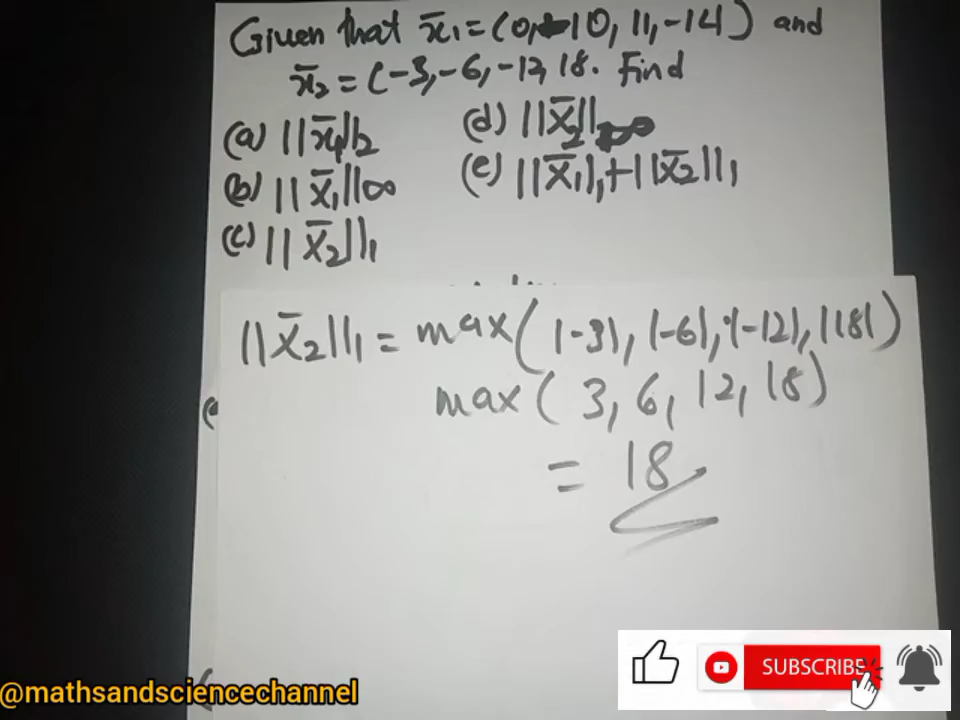 Given that x̄₁ = (0, -10, 11, -14) and
x̄₂ = (-3, -6, -12, 18. Find
(a) ||x̄₁||₂
(b) ||x̄₁||∞
(c) ||x̄₂||₁
(d) ||x̄₂||∞
(e) ||x̄₁||₁ + ||x̄₂||₁
||x̄₂||₁ = max(|-3|, |-6|, |-12|, |18|)
max(3, 6, 12, 18)
= 18
@mathsandsciencechannel
SUBSCRIBE